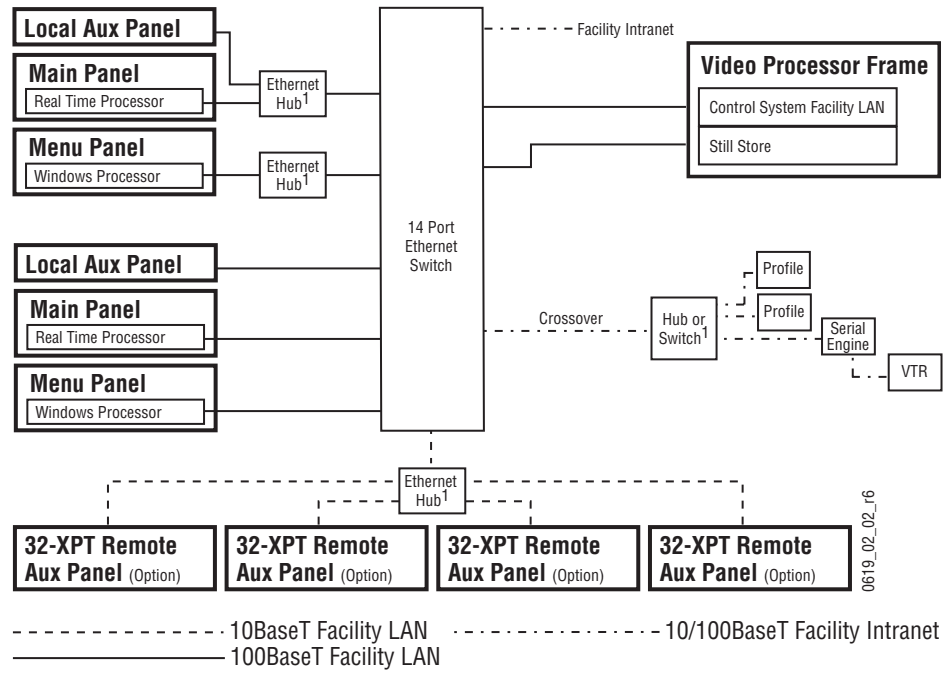 Local Aux Panel
Main Panel
Real Time Processor
Ethernet
Hub1
Menu Panel
Windows Processor
Ethernet
Hub1
Facility Intranet
Video Processor Frame
Control System Facility LAN
Still Store
14 Port
Ethernet
Switch
Local Aux Panel
Main Panel
Real Time Processor
Menu Panel
Windows Processor
Crossover
Hub or
Switch1
Profile
Profile
Serial
Engine
VTR
Ethernet
Hub1
32-XPT Remote
Aux Panel (Option)
32-XPT Remote
Aux Panel (Option)
32-XPT Remote
Aux Panel (Option)
32-XPT Remote
Aux Panel (Option)
0619_02_02_r6
10BaseT Facility LAN
10/100BaseT Facility Intranet
100BaseT Facility LAN